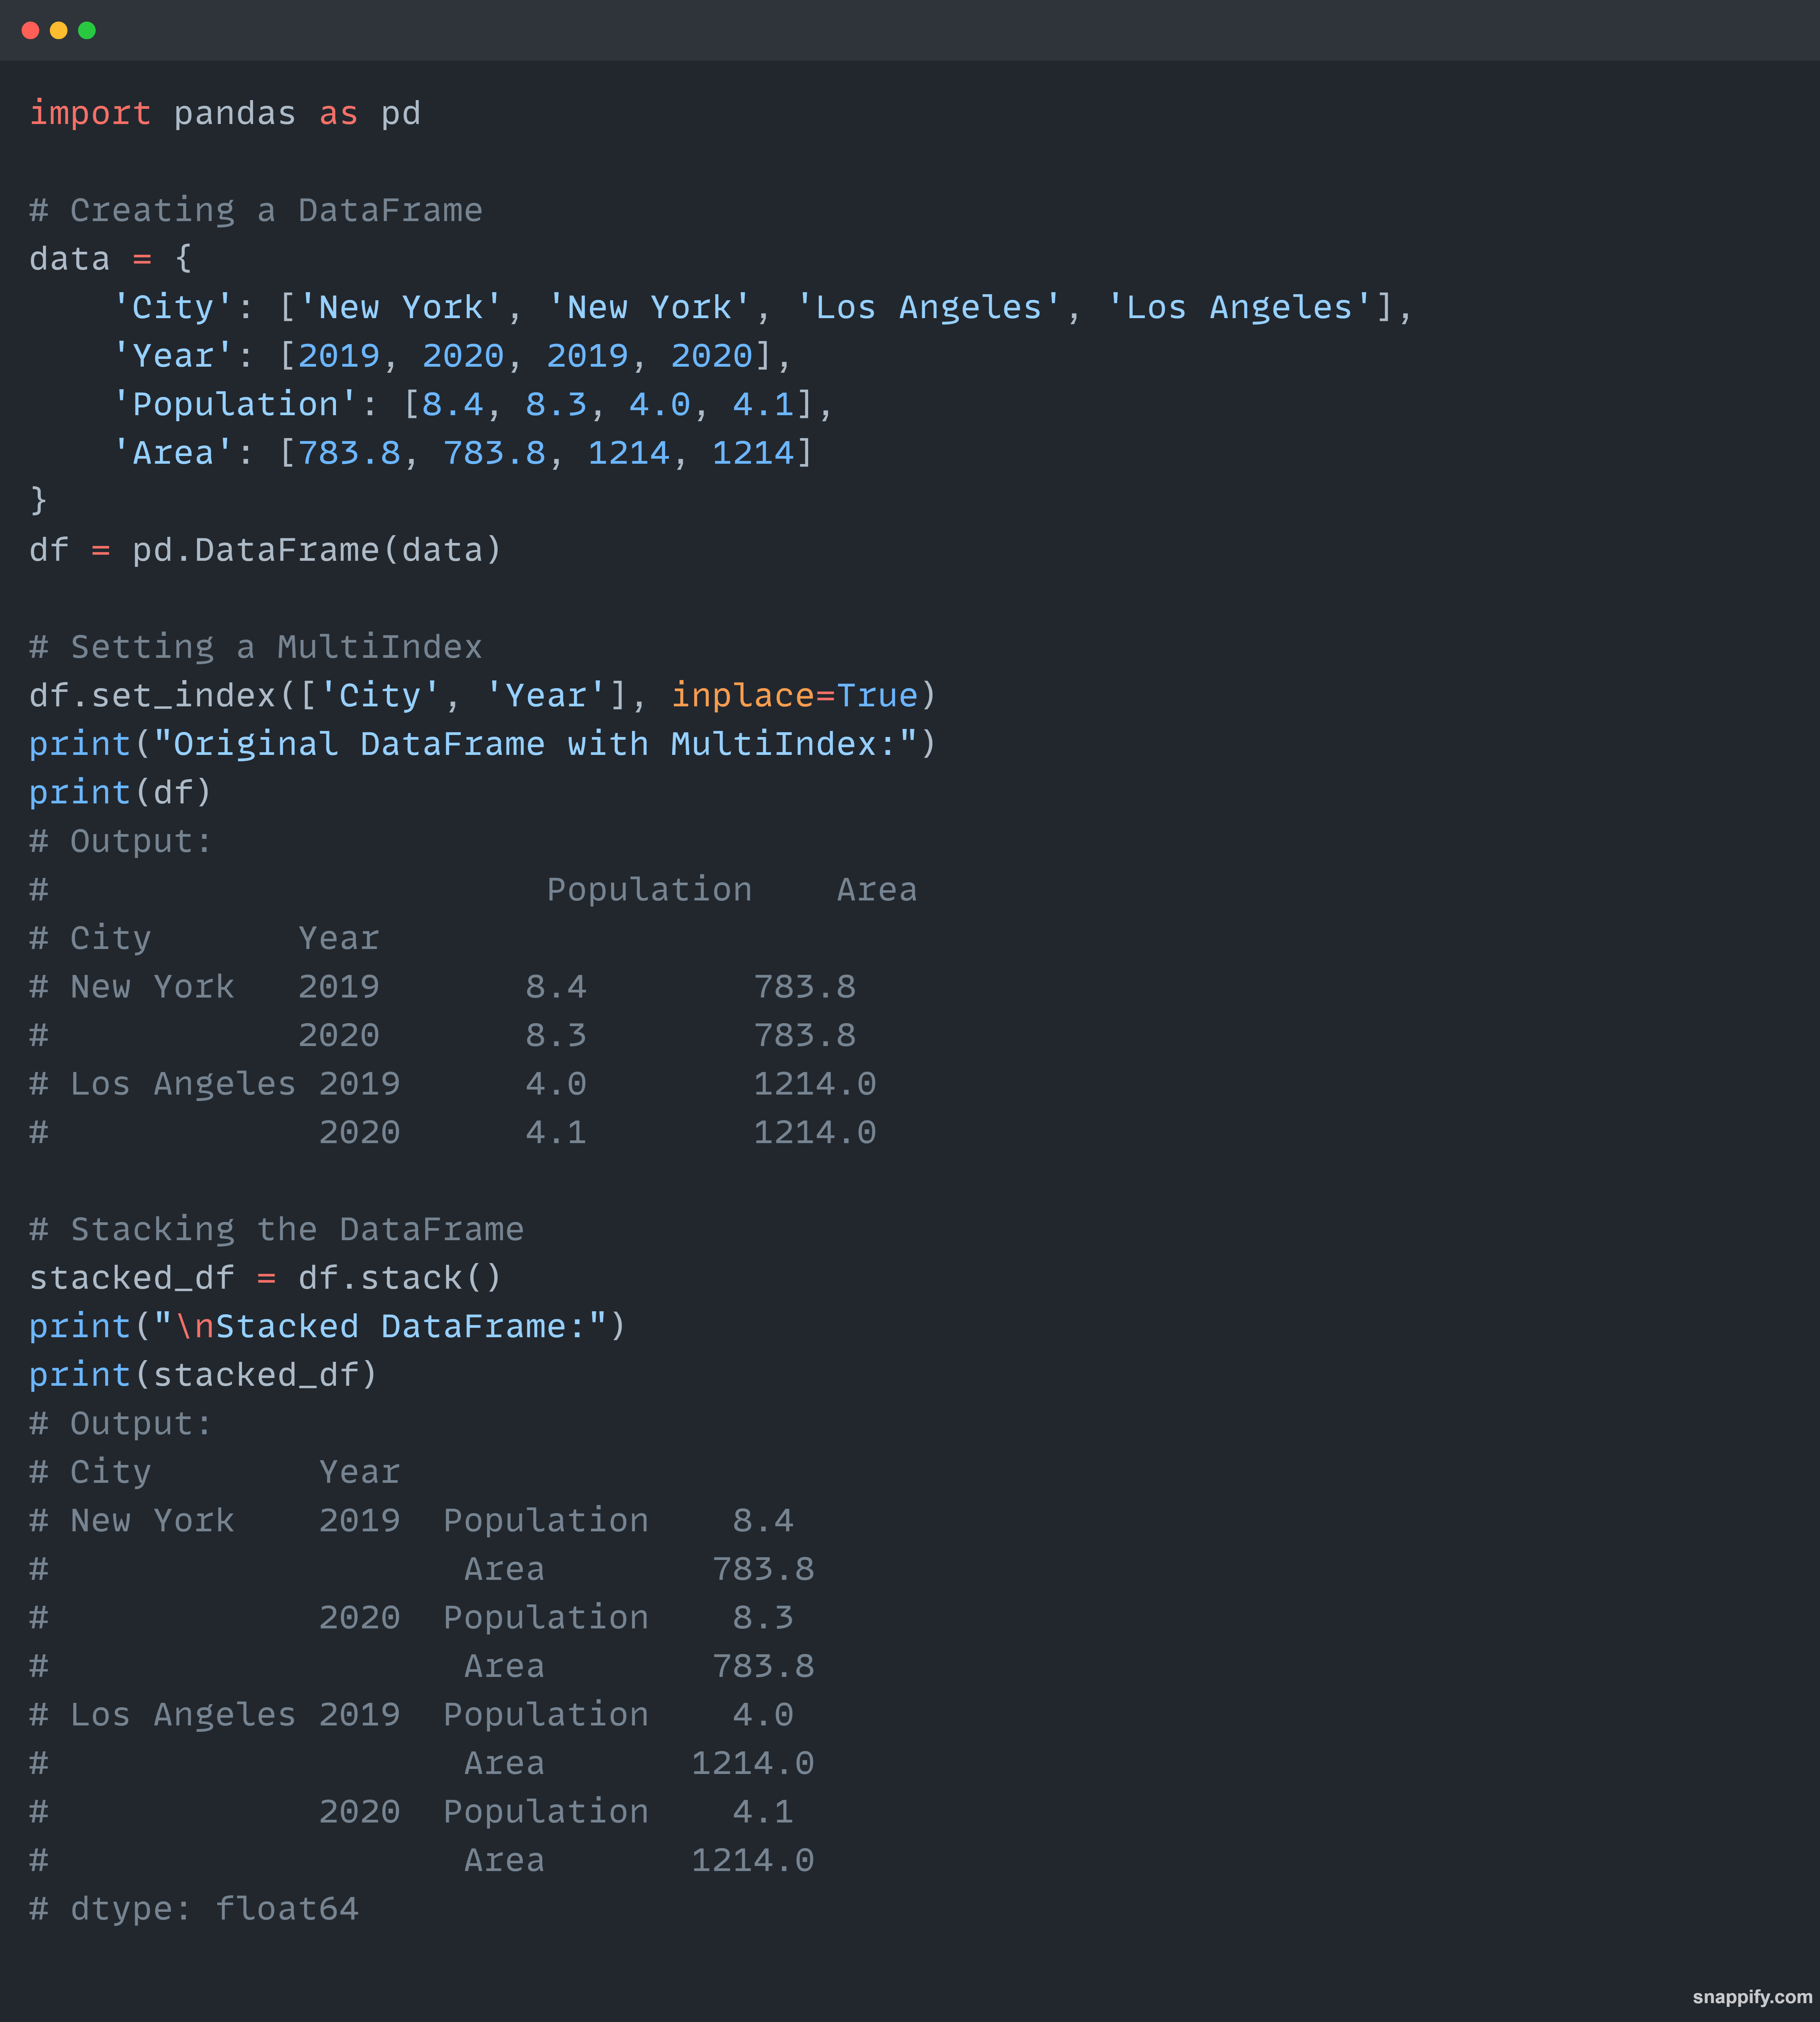 import pandas as pd

# Creating a DataFrame
data = {
    'City': ['New York', 'New York', 'Los Angeles', 'Los Angeles'],
    'Year': [2019, 2020, 2019, 2020],
    'Population': [8.4, 8.3, 4.0, 4.1],
    'Area': [783.8, 783.8, 1214, 1214]
}
df = pd.DataFrame(data)

# Setting a MultiIndex
df.set_index(['City', 'Year'], inplace=True)
print("Original DataFrame with MultiIndex:")
print(df)
# Output:
#                        Population    Area
# City       Year
# New York   2019       8.4        783.8
#            2020       8.3        783.8
# Los Angeles 2019      4.0        1214.0
#             2020      4.1        1214.0

# Stacking the DataFrame
stacked_df = df.stack()
print("\nStacked DataFrame:")
print(stacked_df)
# Output:
# City        Year
# New York    2019  Population    8.4
#                    Area        783.8
#             2020  Population    8.3
#                    Area        783.8
# Los Angeles 2019  Population    4.0
#                    Area       1214.0
#             2020  Population    4.1
#                    Area       1214.0
# dtype: float64
snappify.com